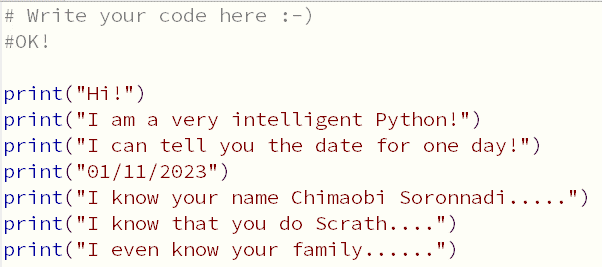 # Write your code here :-)
#OK!
print("Hi!")
print("I am a very intelligent Python!")
print("I can tell you the date for one day!")
print("01/11/2023")
print("I know your name Chimaobi Soronnadi.....")
print("I know that you do Scrath....")
print("I even know your family......")